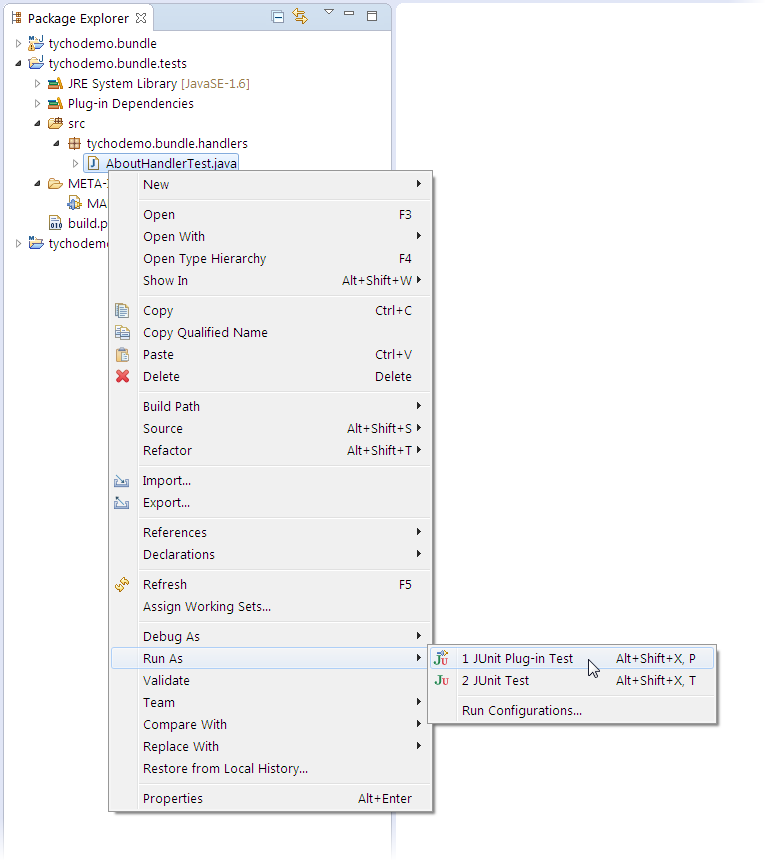 Package Explorer
tychodemo.bundle
tychodemo.bundle.tests
JRE System Library [JavaSE-1.6]
Plug-in Dependencies
src
tychodemo.bundle.handlers
AboutHandlerTest.java
META-
MA
build.p
tychodem
New
Open F3
Open With
Open Type Hierarchy F4
Show In Alt+Shift+W
Copy Ctrl+C
Copy Qualified Name
Paste Ctrl+V
Delete Delete
Build Path
Source Alt+Shift+S
Refactor Alt+Shift+T
Import...
Export...
References
Declarations
Refresh F5
Assign Working Sets...
Debug As
Run As
Validate
Team
Compare With
Replace With
Restore from Local History...
Properties Alt+Enter
1 JUnit Plug-in Test Alt+Shift+X, P
2 JUnit Test Alt+Shift+X, T
Run Configurations...